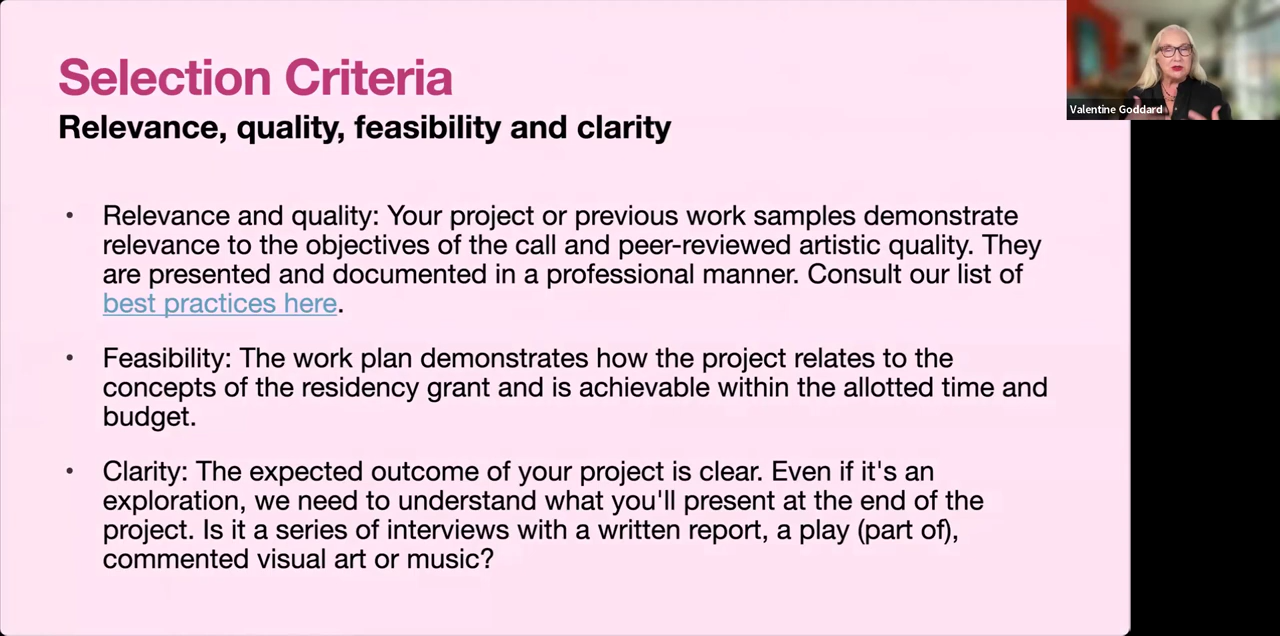 Selection Criteria
Relevance, quality, feasibility and clarity
• Relevance and quality: Your project or previous work samples demonstrate
relevance to the objectives of the call and peer-reviewed artistic quality. They
are presented and documented in a professional manner. Consult our list of
best practices here.
• Feasibility: The work plan demonstrates how the project relates to the
concepts of the residency grant and is achievable within the allotted time and
budget.
• Clarity: The expected outcome of your project is clear. Even if it's an
exploration, we need to understand what you'll present at the end of the
project. Is it a series of interviews with a written report, a play (part of),
commented visual art or music?
Valentine Goddard